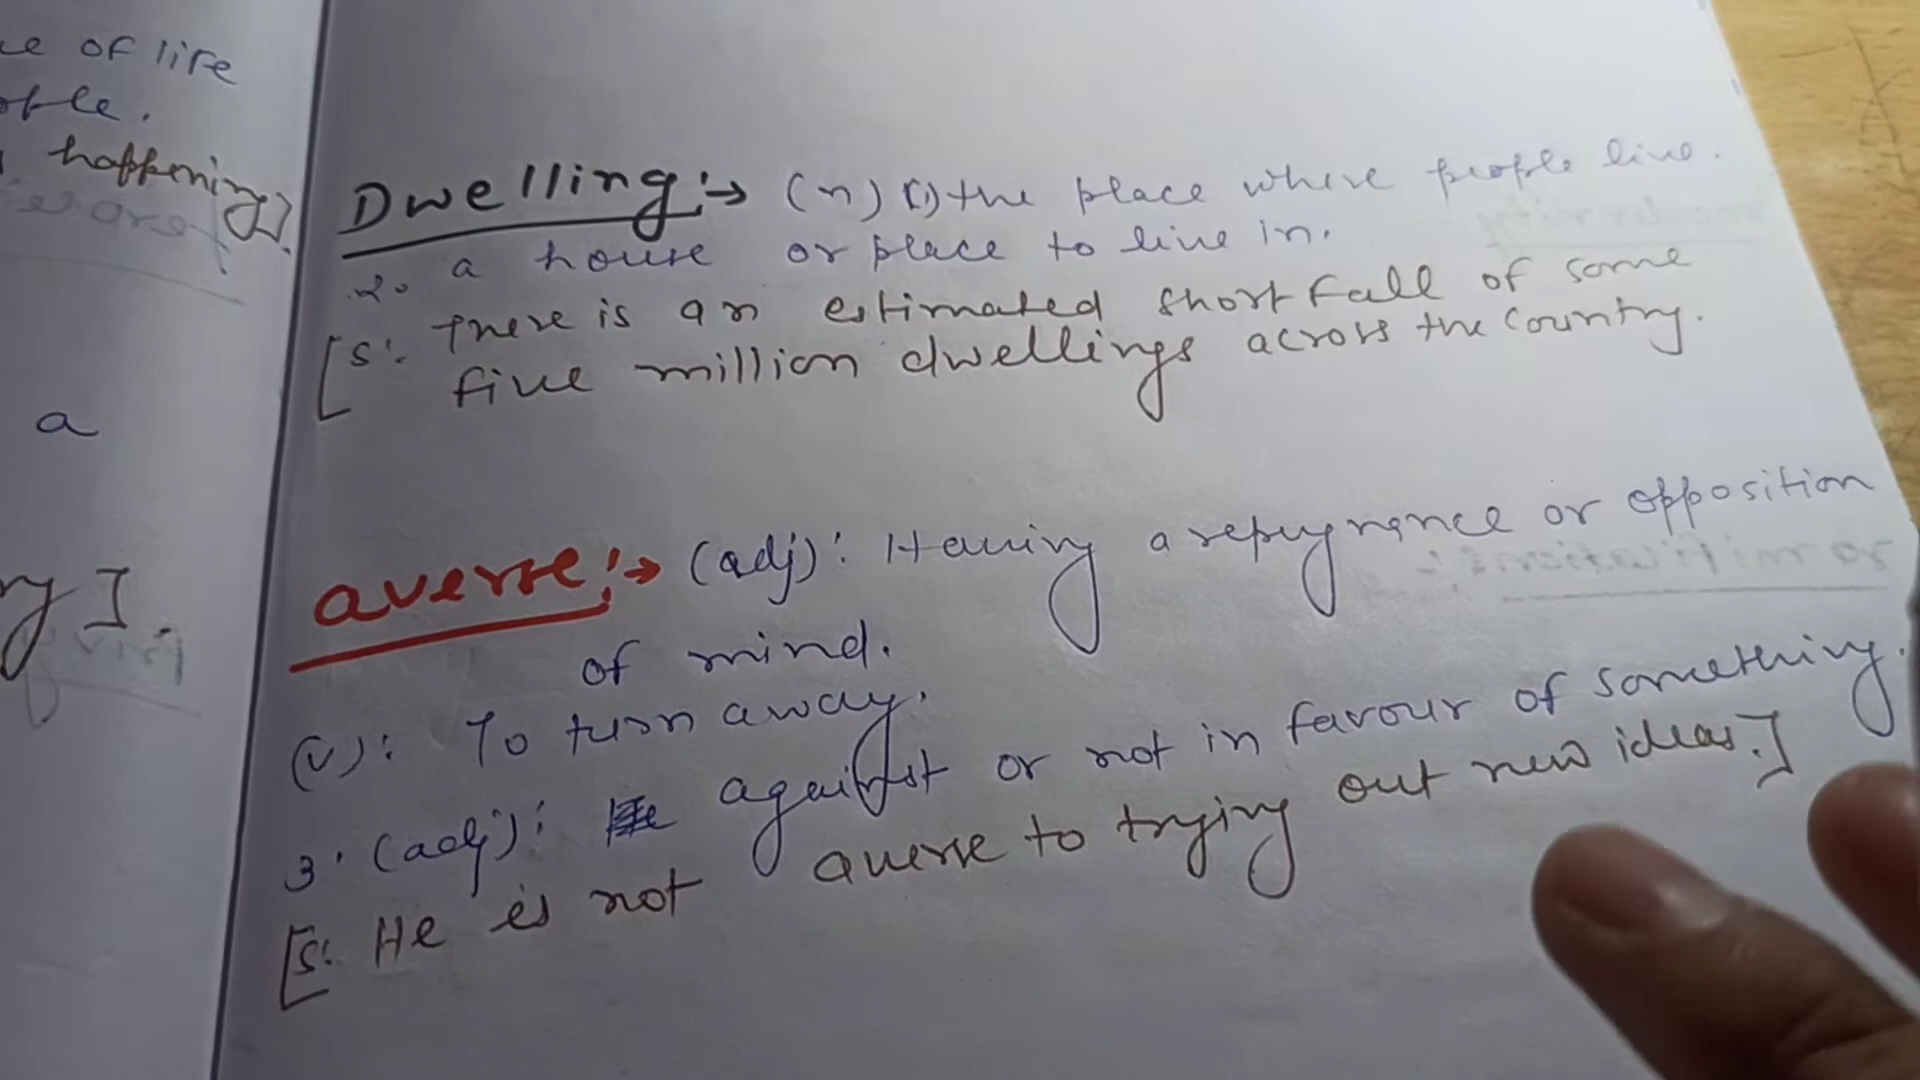 of life
happening].
a
Dwelling :→ (n) (1) the place where people live.
2. a house or place to live in.
[S:. There is an estimated shortfall of some
five million dwellings across the country.
averse :→ (adj): Having a repugnence or opposition
of mind.
(v): To turn away.
3. (adj): against or not in favour of something.
[S: He is not averse to trying out new ideas.]